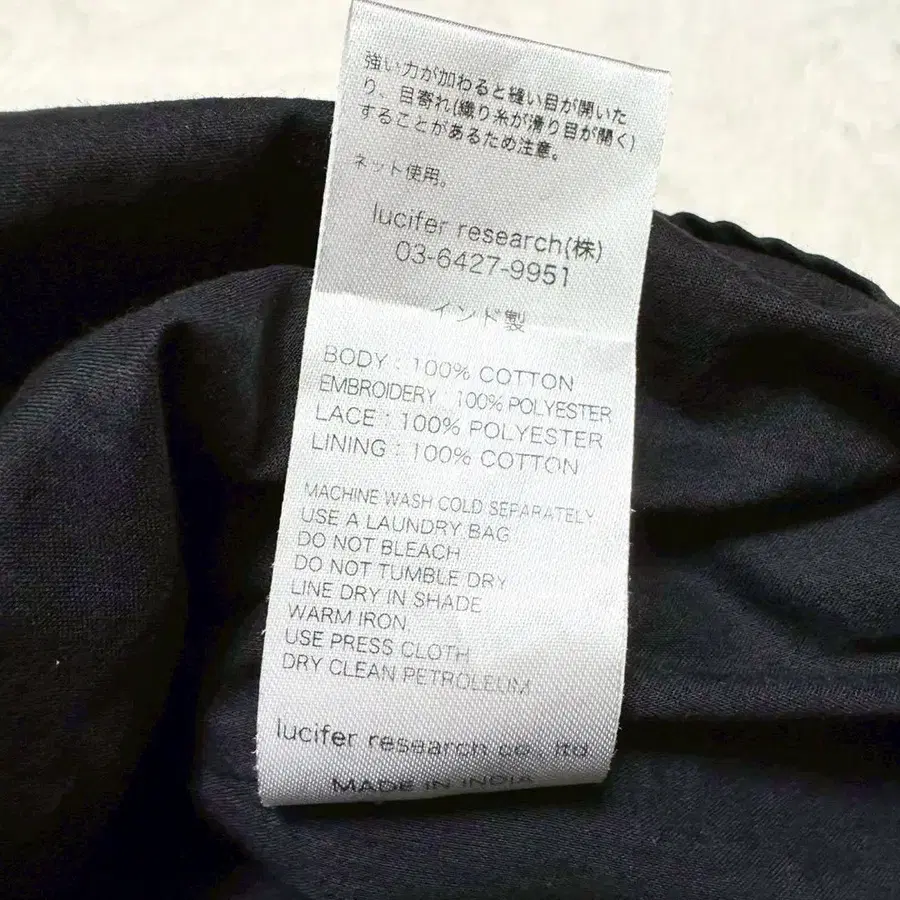 強い力が加わると縫い目が開いた
り、目寄れ(織り糸が滑り目が開く)
することがあるため注意。
ネット使用。
lucifer research(株)
03-6427-9951
インド製
BODY : 100% COTTON
EMBROIDERY 100% POLYESTER
LACE : 100% POLYESTER
LINING : 100% COTTON
MACHINE WASH COLD SEPARATELY
USE A LAUNDRY BAG
DO NOT BLEACH
DO NOT TUMBLE DRY
LINE DRY IN SHADE
WARM IRON
USE PRESS CLOTH
DRY CLEAN PETROLEUM
lucifer research co., ltd
MADE IN INDIA